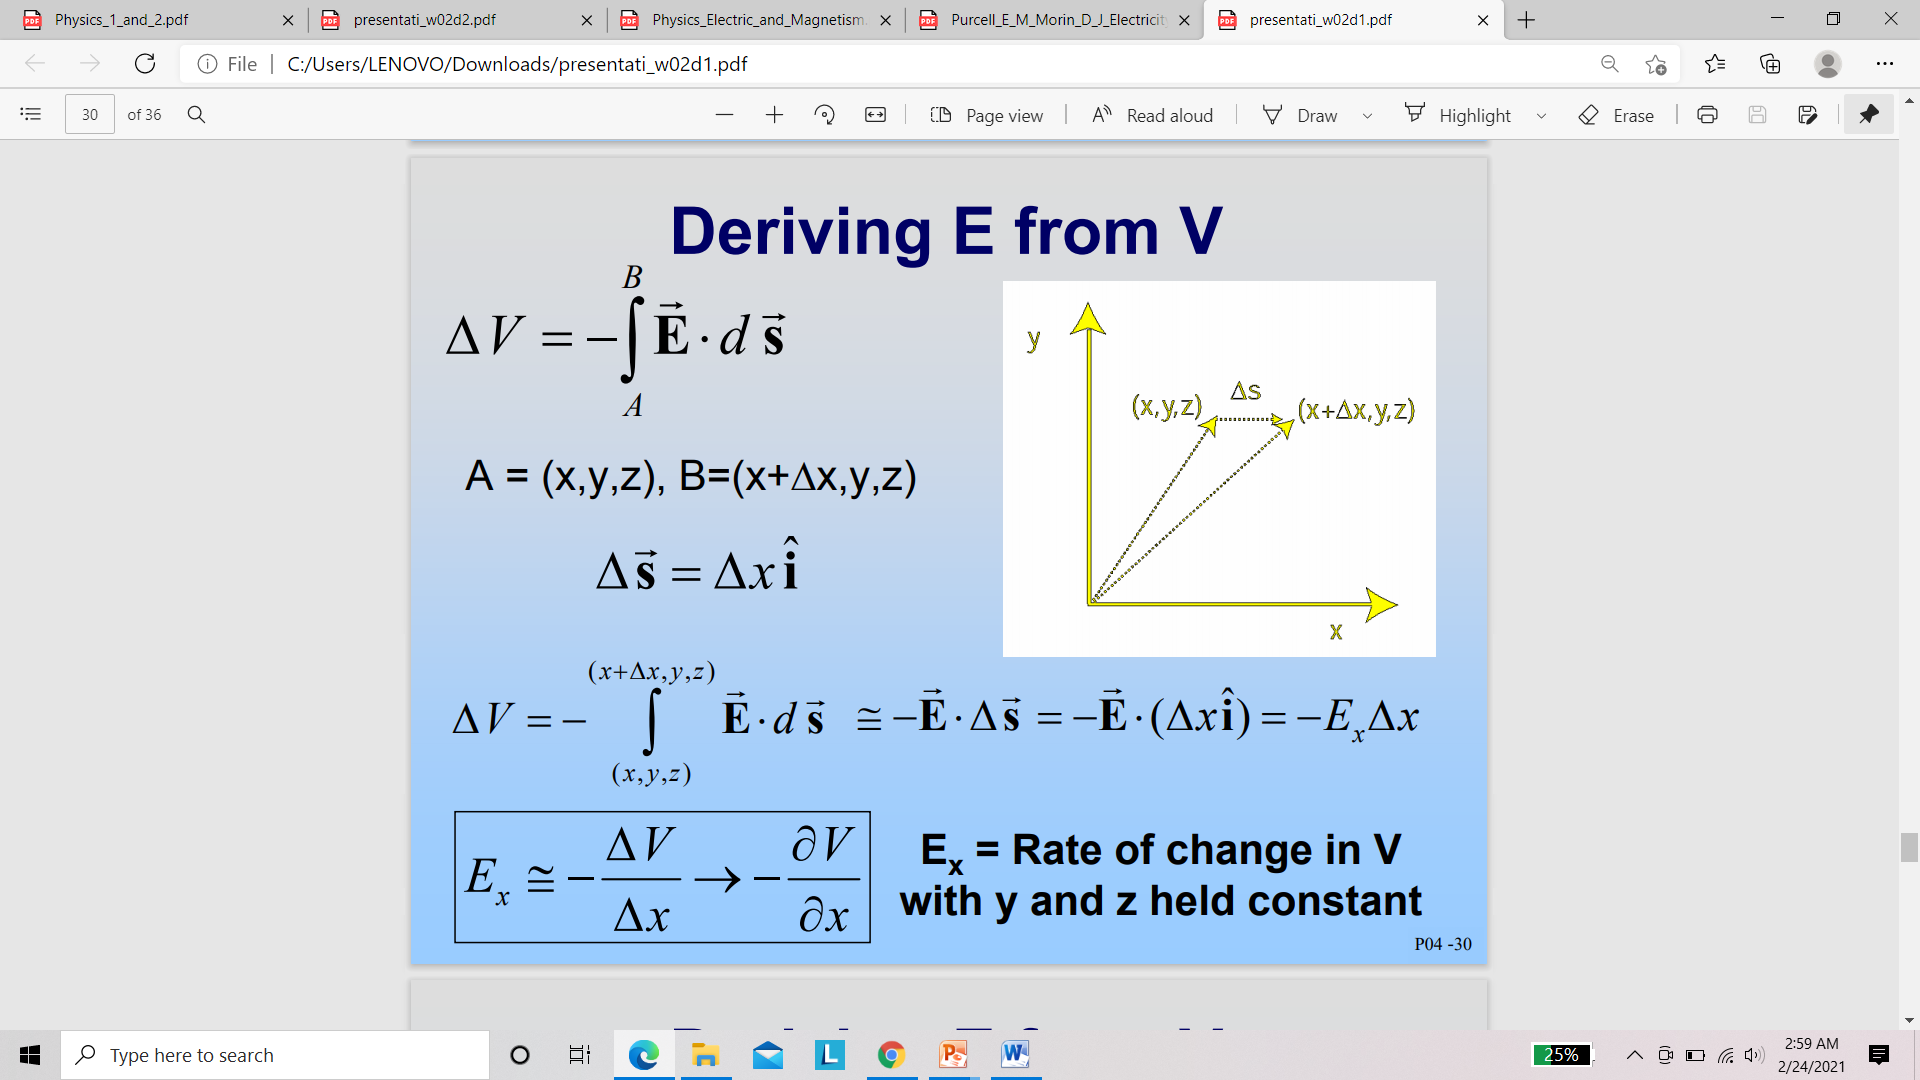 Physics_1_and_2.pdf
presentati_w02d2.pdf
Physics_Electric_and_Magnetism.
Purcell_E_M_Morin_D_J_Electricit
presentati_w02d1.pdf
File
C:/Users/LENOVO/Downloads/presentati_w02d1.pdf
30 of 36
Page view
Read aloud
Draw
Highlight
Erase
Deriving E from V
ΔV = −∫_A^B E⃗ · d s⃗
y
(x,y,z) Δs (x+Δx,y,z)
x
A = (x,y,z), B=(x+Δx,y,z)
Δs⃗ = Δx î
ΔV = −∫_(x,y,z)^(x+Δx,y,z) E⃗ · d s⃗ ≅ −E⃗ · Δs⃗ = −E⃗ · (Δx î) = −E_x Δx
E_x ≅ −ΔV/Δx → −∂V/∂x
E_x = Rate of change in V
with y and z held constant
P04 -30
Type here to search
25%
2:59 AM
2/24/2021